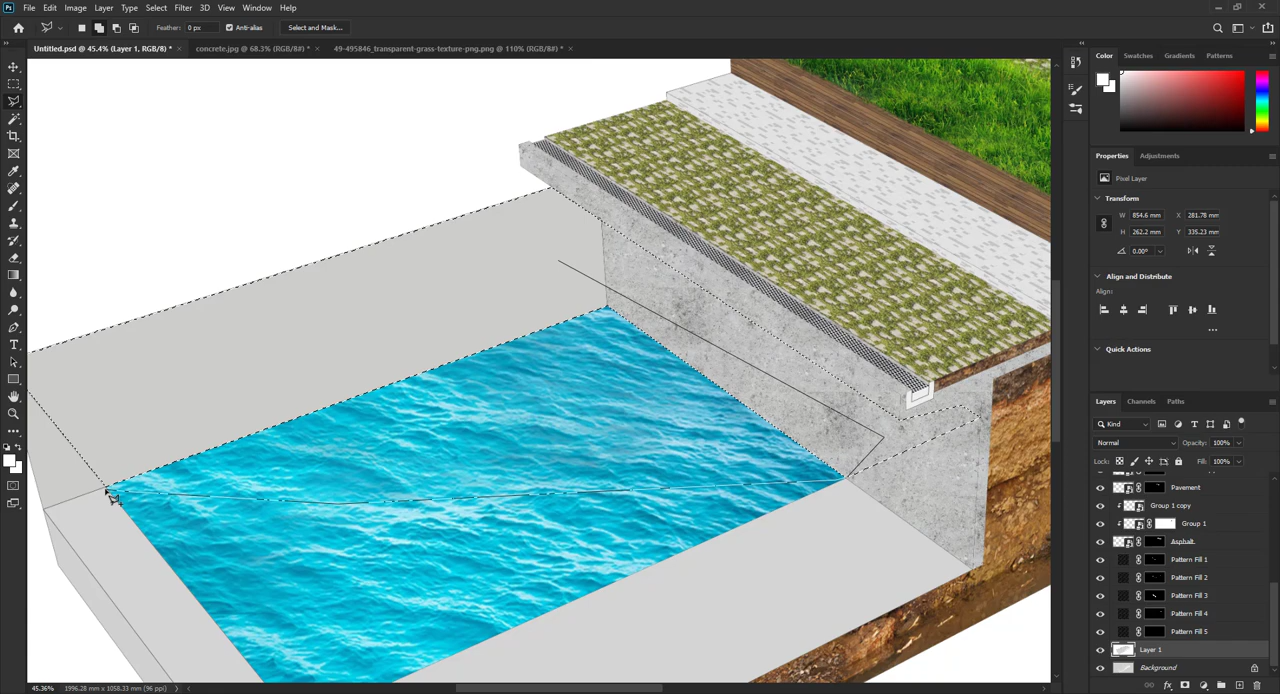 Ps File Edit Image Layer Type Select Filter 3D View Window Help
Feather: 0 px Anti-alias Select and Mask...
Untitled.psd @ 45.4% (Layer 1, RGB/8) * × concrete.jpg @ 68.3% (RGB/8#) * × 49-495846_transparent-grass-texture-png.png @ 110% (RGB/8#) * ×
Color Swatches Gradients Patterns
Properties Adjustments
Pixel Layer
Transform
W 854.6 mm X 281.78 mm
H 262.2 mm Y 335.23 mm
0.00°
Align and Distribute
Align:
Quick Actions
Layers Channels Paths
Kind
Normal Opacity: 100%
Lock: Fill: 100%
Pavement
Group 1 copy
Group 1
Asphalt
Pattern Fill 1
Pattern Fill 2
Pattern Fill 3
Pattern Fill 4
Pattern Fill 5
Layer 1
Background
fx
45.36% 1996.28 mm x 1058.33 mm (96 ppi)